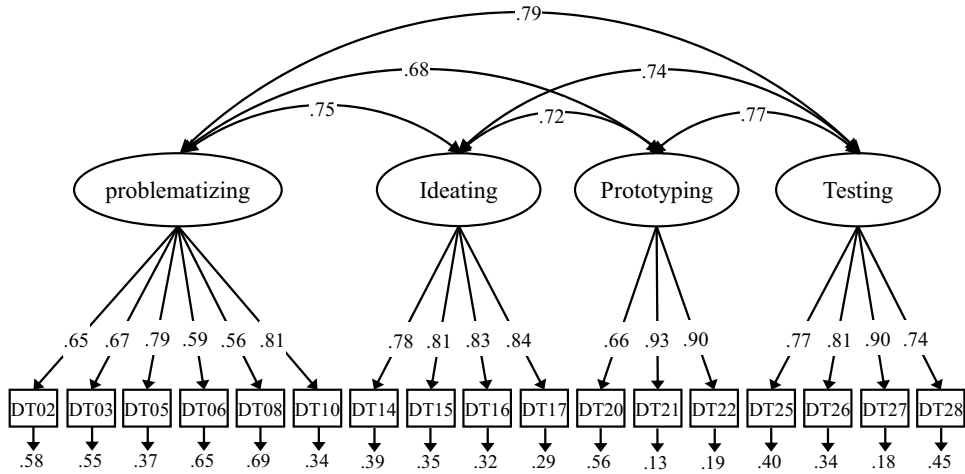 .79
.68 .74
.75 .72 .77
problematizing Ideating Prototyping Testing
.65 .67 .79 .59 .56 .81 .78 .81 .83 .84 .66 .93 .90 .77 .81 .90 .74
DT02 DT03 DT05 DT06 DT08 DT10 DT14 DT15 DT16 DT17 DT20 DT21 DT22 DT25 DT26 DT27 DT28
.58 .55 .37 .65 .69 .34 .39 .35 .32 .29 .56 .13 .19 .40 .34 .18 .45